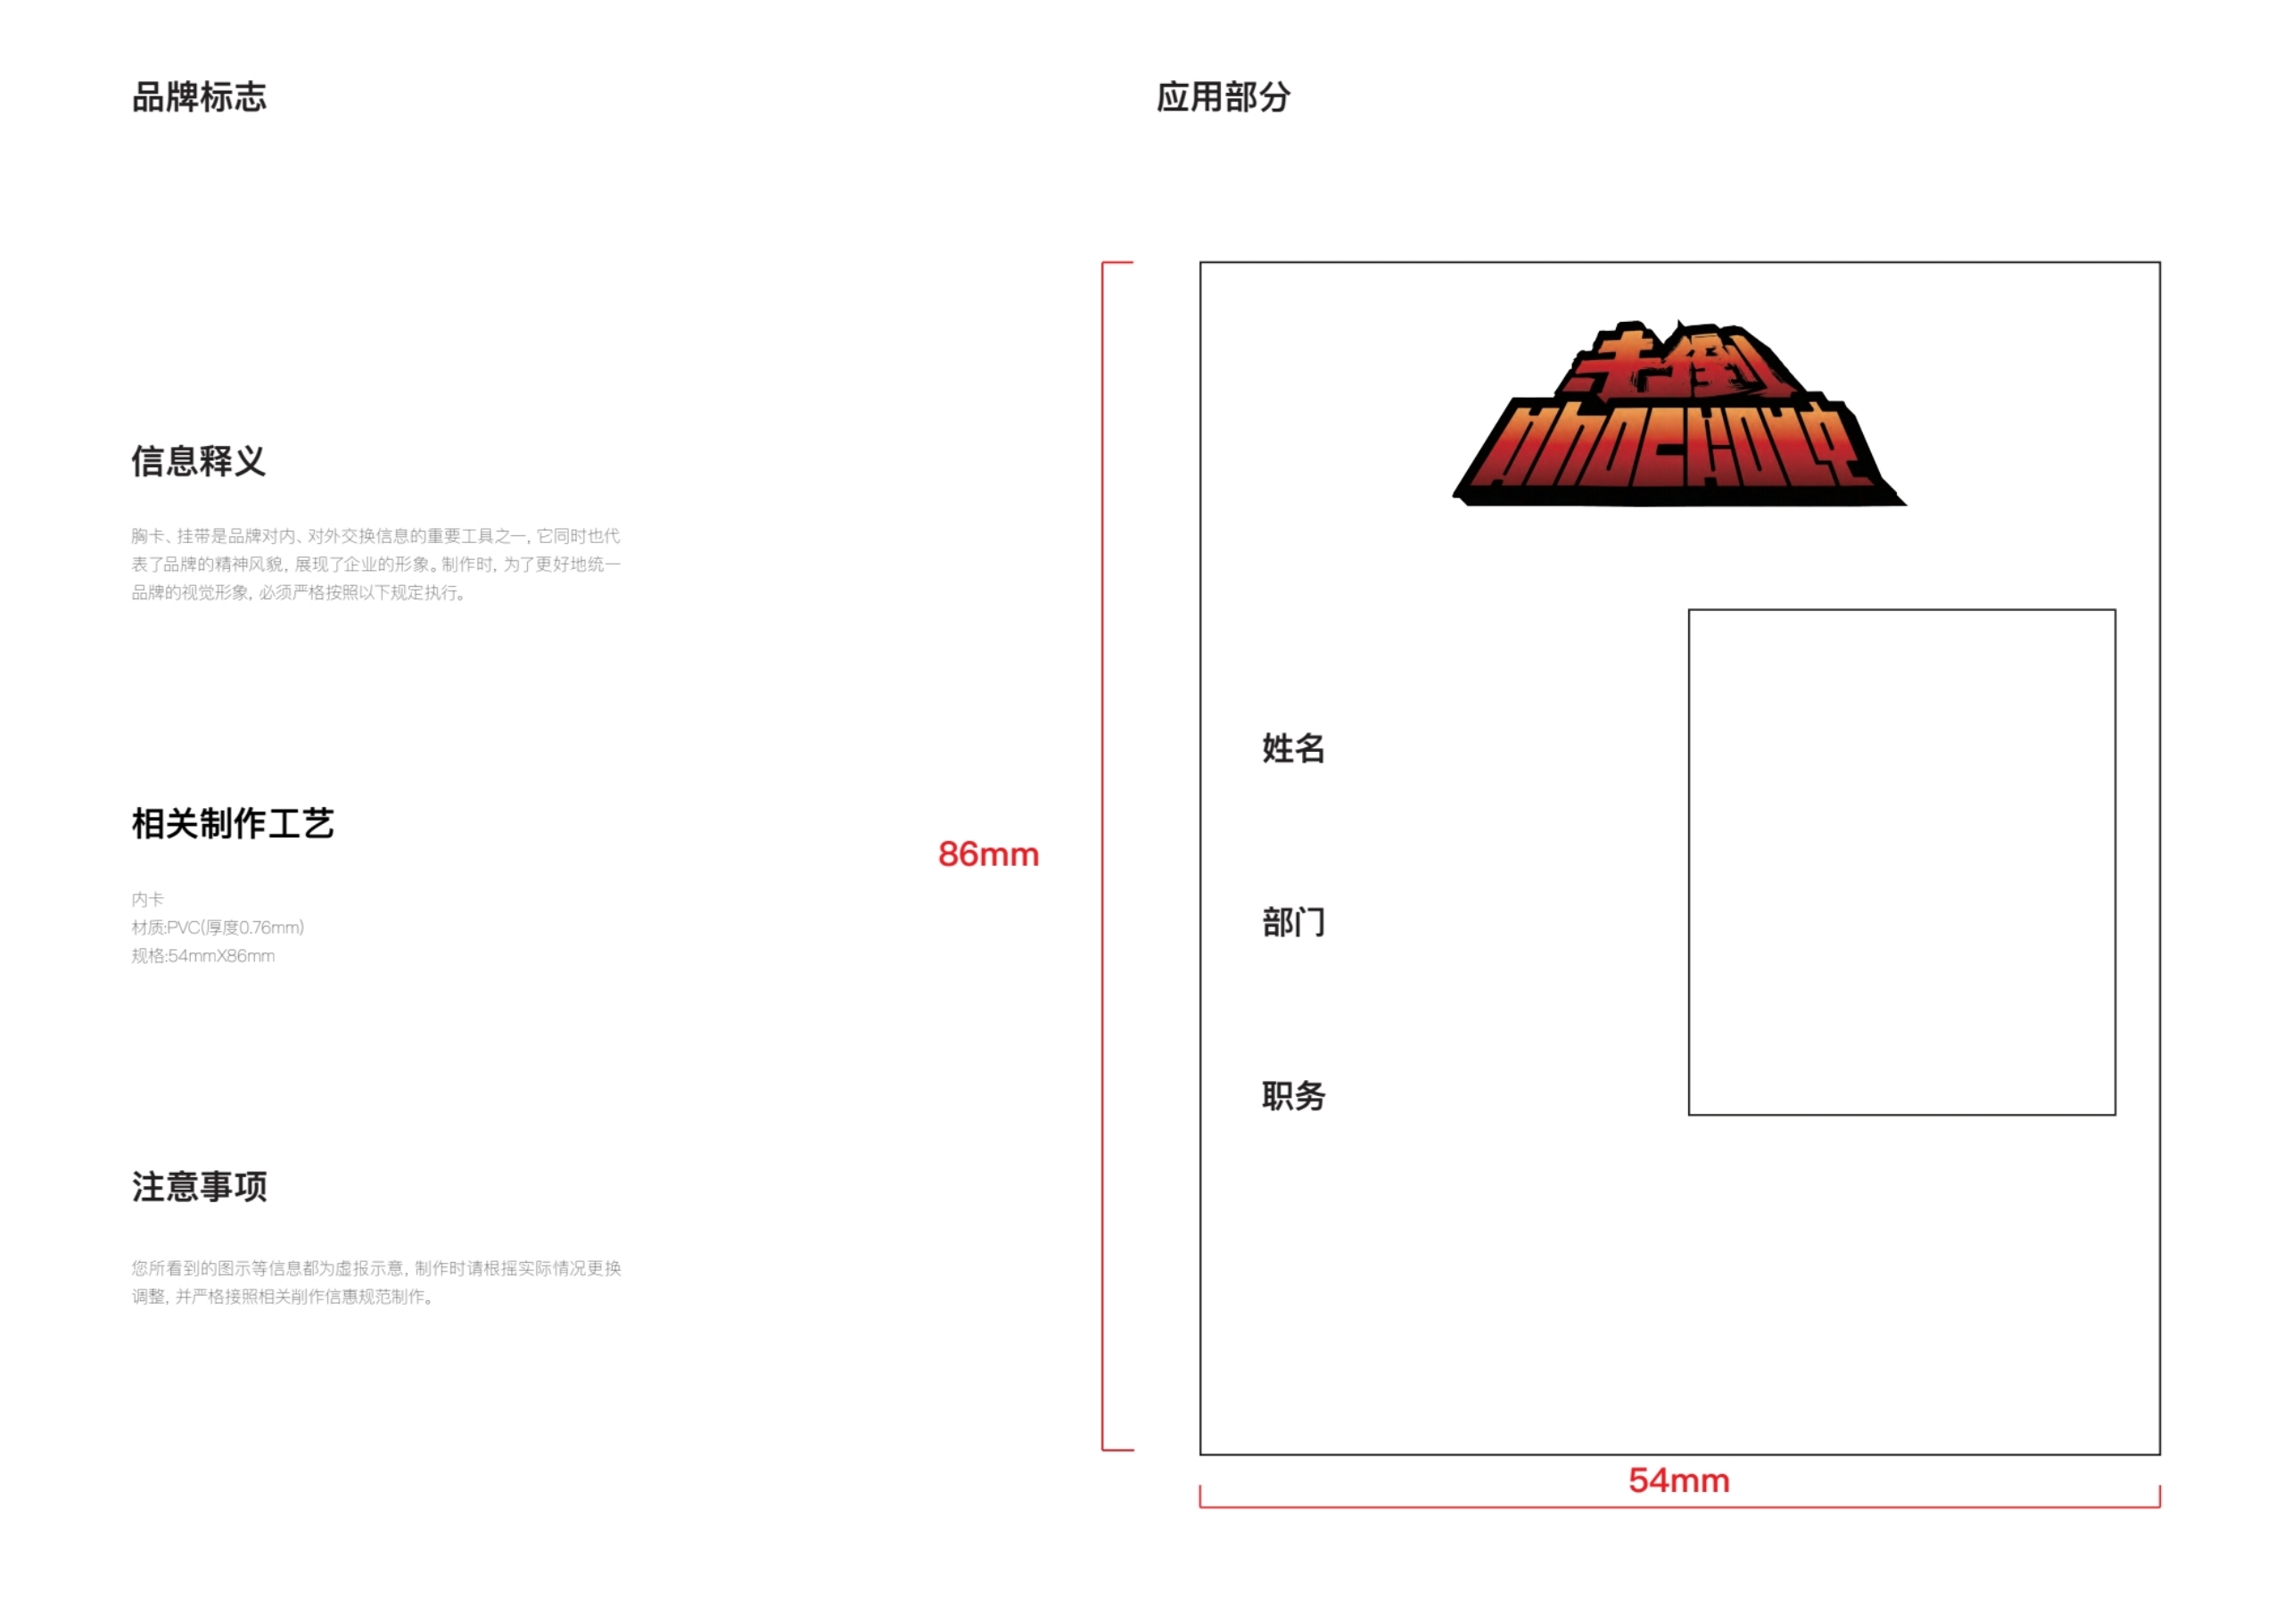 品牌标志
应用部分
信息释义
胸卡、挂带是品牌对内、对外交换信息的重要工具之一, 它同时也代
表了品牌的精神风貌, 展现了企业的形象。制作时, 为了更好地统一
品牌的视觉形象, 必须严格按照以下规定执行。
相关制作工艺
内卡
材质:PVC(厚度0.76mm)
规格:54mmX86mm
注意事项
您所看到的图示等信息都为虚报示意, 制作时请根摇实际情况更换
调整, 并严格接照相关削作信惠规范制作。
86mm
姓名
部门
职务
54mm